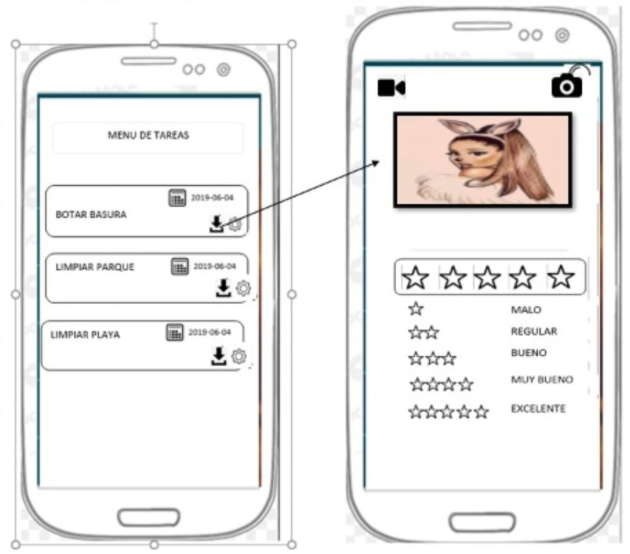 MENU DE TAREAS
2019-06-04
BOTAR BASURA
LIMPIAR PARQUE
2019-06-04
LIMPIAR PLAYA
2019-06-04
MALO
REGULAR
BUENO
MUY BUENO
EXCELENTE